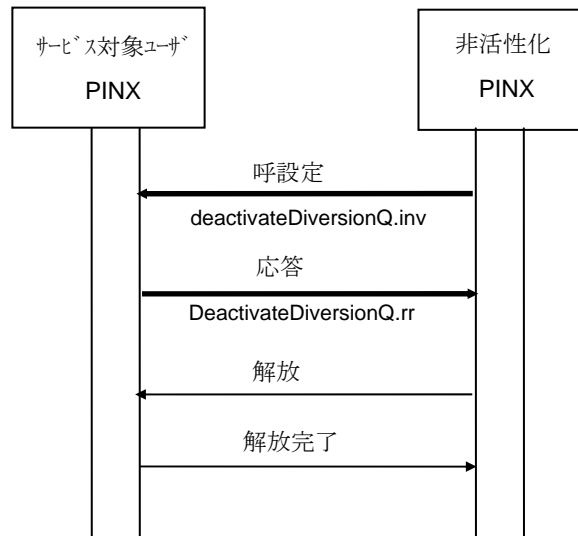 サービス対象ユーザ
PINX
非活性化
PINX
呼設定
deactivateDiversionQ.inv
応答
DeactivateDiversionQ.rr
解放
解放完了